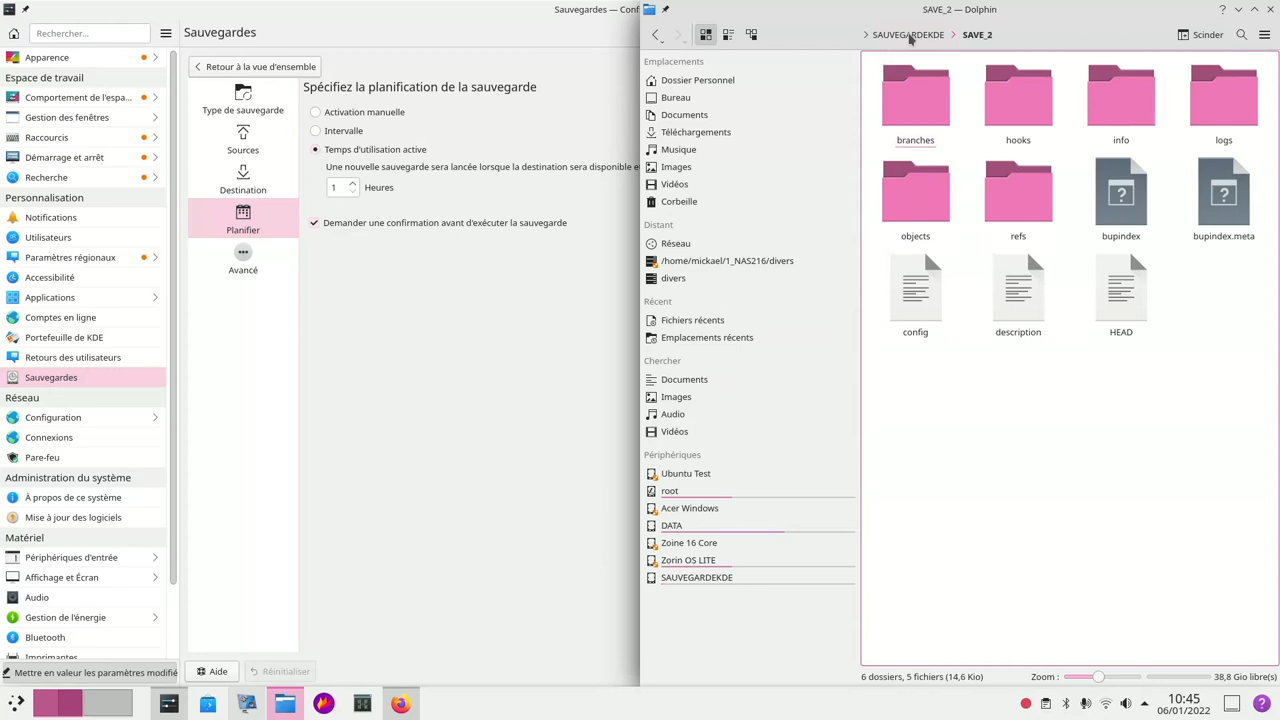 Sauvegardes — Confi
Rechercher...
Sauvegardes
Apparence
Espace de travail
Comportement de l'espa...
Gestion des fenêtres
Raccourcis
Démarrage et arrêt
Recherche
Personnalisation
Notifications
Utilisateurs
Paramètres régionaux
Accessibilité
Applications
Comptes en ligne
Portefeuille de KDE
Retours des utilisateurs
Sauvegardes
Réseau
Configuration
Connexions
Pare-feu
Administration du système
À propos de ce système
Mise à jour des logiciels
Matériel
Périphériques d'entrée
Affichage et Écran
Audio
Gestion de l'énergie
Bluetooth
Imprimantes
Mettre en valeur les paramètres modifié
Retour à la vue d'ensemble
Type de sauvegarde
Sources
Destination
Planifier
Avancé
Spécifiez la planification de la sauvegarde
Activation manuelle
Intervalle
Temps d'utilisation active
Une nouvelle sauvegarde sera lancée lorsque la destination sera disponible e
1 Heures
Demander une confirmation avant d'exécuter la sauvegarde
Aide
Réinitialiser
SAVE_2 — Dolphin
SAUVEGARDEKDE
SAVE_2
Scinder
Emplacements
Dossier Personnel
Bureau
Documents
Téléchargements
Musique
Images
Vidéos
Corbeille
Distant
Réseau
/home/mickael/1_NAS216/divers
divers
Récent
Fichiers récents
Emplacements récents
Chercher
Documents
Images
Audio
Vidéos
Périphériques
Ubuntu Test
root
Acer Windows
DATA
Zoine 16 Core
Zorin OS LITE
SAUVEGARDEKDE
branches
hooks
info
logs
objects
refs
bupindex
bupindex.meta
config
description
HEAD
6 dossiers, 5 fichiers (14,6 Kio)
Zoom :
38,8 Gio libre(s)
10:45
06/01/2022